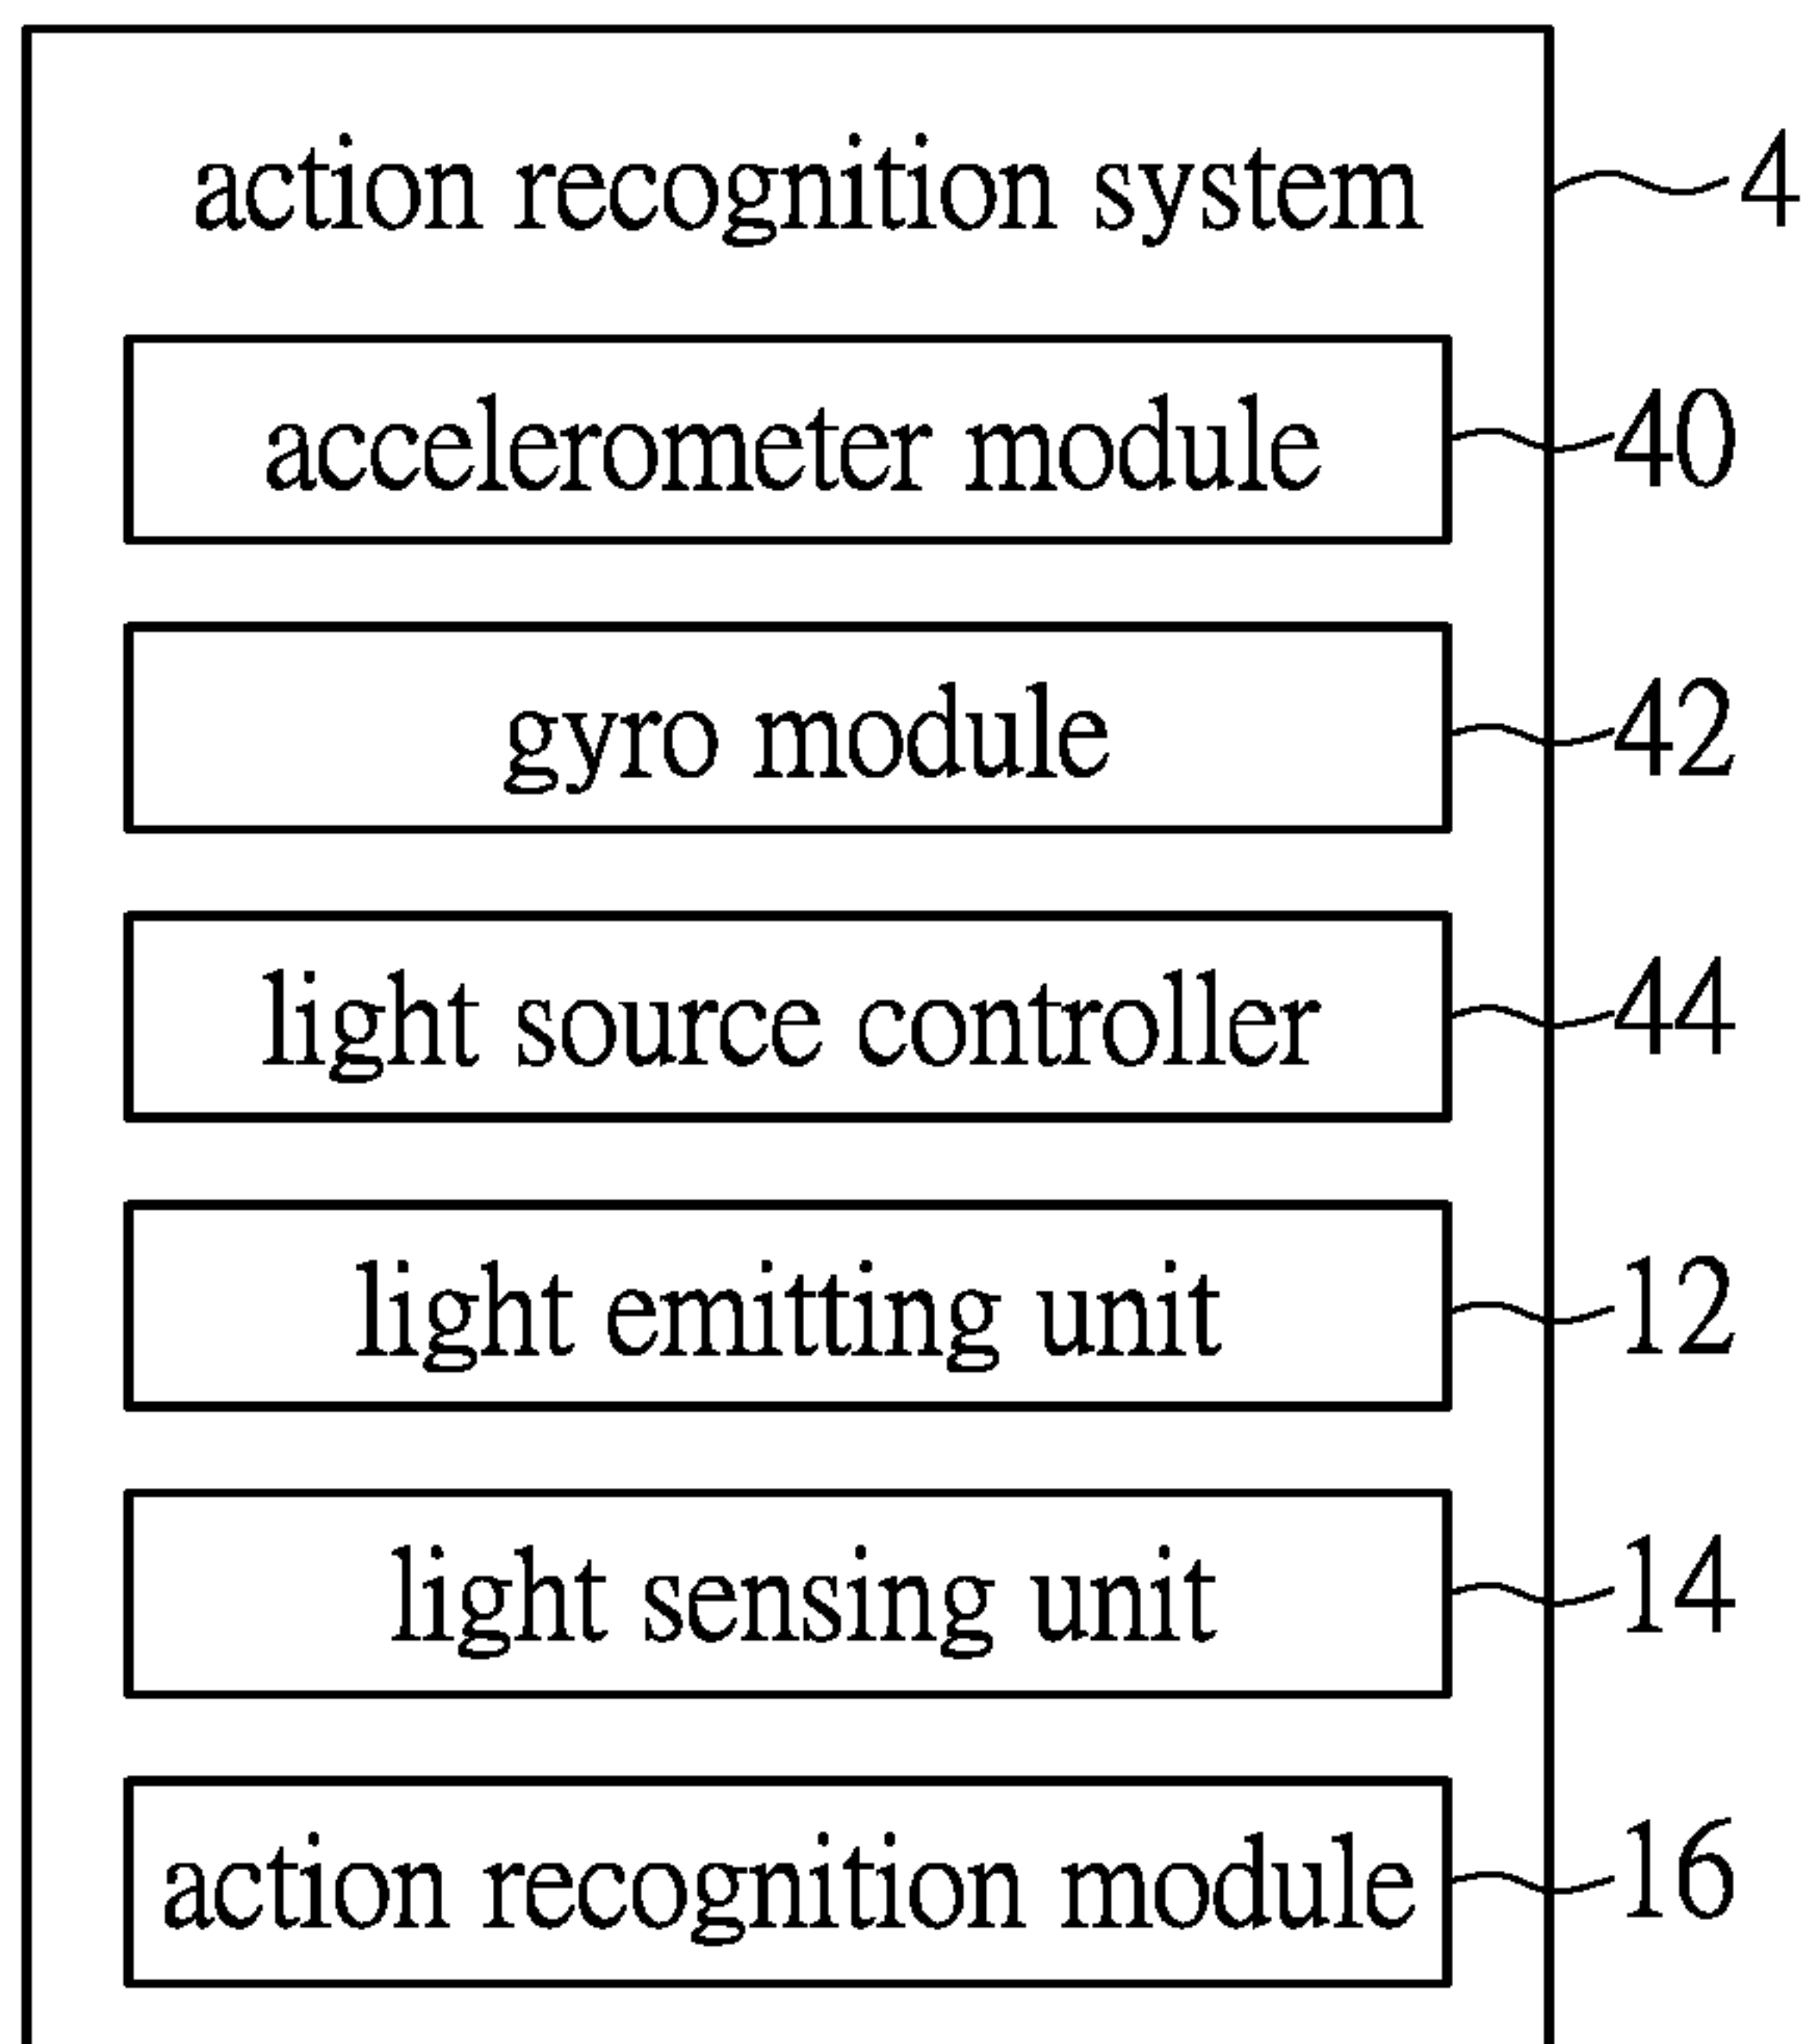 action recognition system 4
accelerometer module 40
gyro module 42
light source controller 44
light emitting unit 12
light sensing unit 14
action recognition module 16